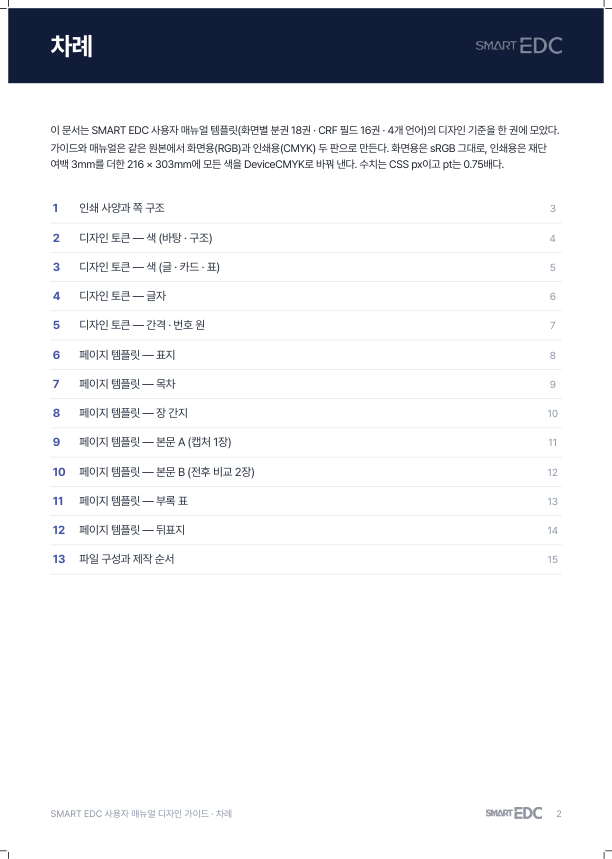 차례
SMART EDC
이 문서는 SMART EDC 사용자 매뉴얼 템플릿(화면별 분권 18권 · CRF 필드 16권 · 4개 언어)의 디자인 기준을 한 권에 모았다.
가이드와 매뉴얼은 같은 원본에서 화면용(RGB)과 인쇄용(CMYK) 두 판으로 만든다. 화면용은 sRGB 그대로, 인쇄용은 재단
여백 3mm를 더한 216 × 303mm에 모든 색을 DeviceCMYK로 바꿔 낸다. 수치는 CSS px이고 pt는 0.75배다.
1 인쇄 사양과 쪽 구조 3
2 디자인 토큰 — 색 (바탕 · 구조) 4
3 디자인 토큰 — 색 (글 · 카드 · 표) 5
4 디자인 토큰 — 글자 6
5 디자인 토큰 — 간격 · 번호 원 7
6 페이지 템플릿 — 표지 8
7 페이지 템플릿 — 목차 9
8 페이지 템플릿 — 장 간지 10
9 페이지 템플릿 — 본문 A (캡처 1장) 11
10 페이지 템플릿 — 본문 B (전후 비교 2장) 12
11 페이지 템플릿 — 부록 표 13
12 페이지 템플릿 — 뒤표지 14
13 파일 구성과 제작 순서 15
SMART EDC 사용자 매뉴얼 디자인 가이드 · 차례 SMART EDC 2